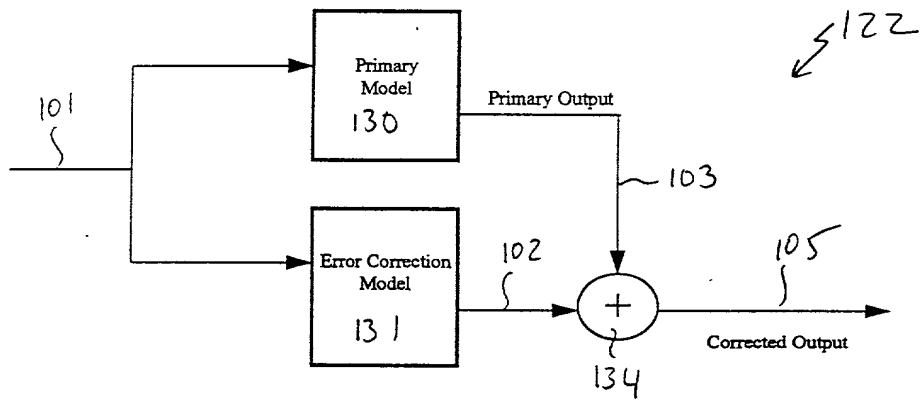 122
Primary
Model
130
Primary Output
101
103
Error Correction
Model
131
102
105
134
Corrected Output